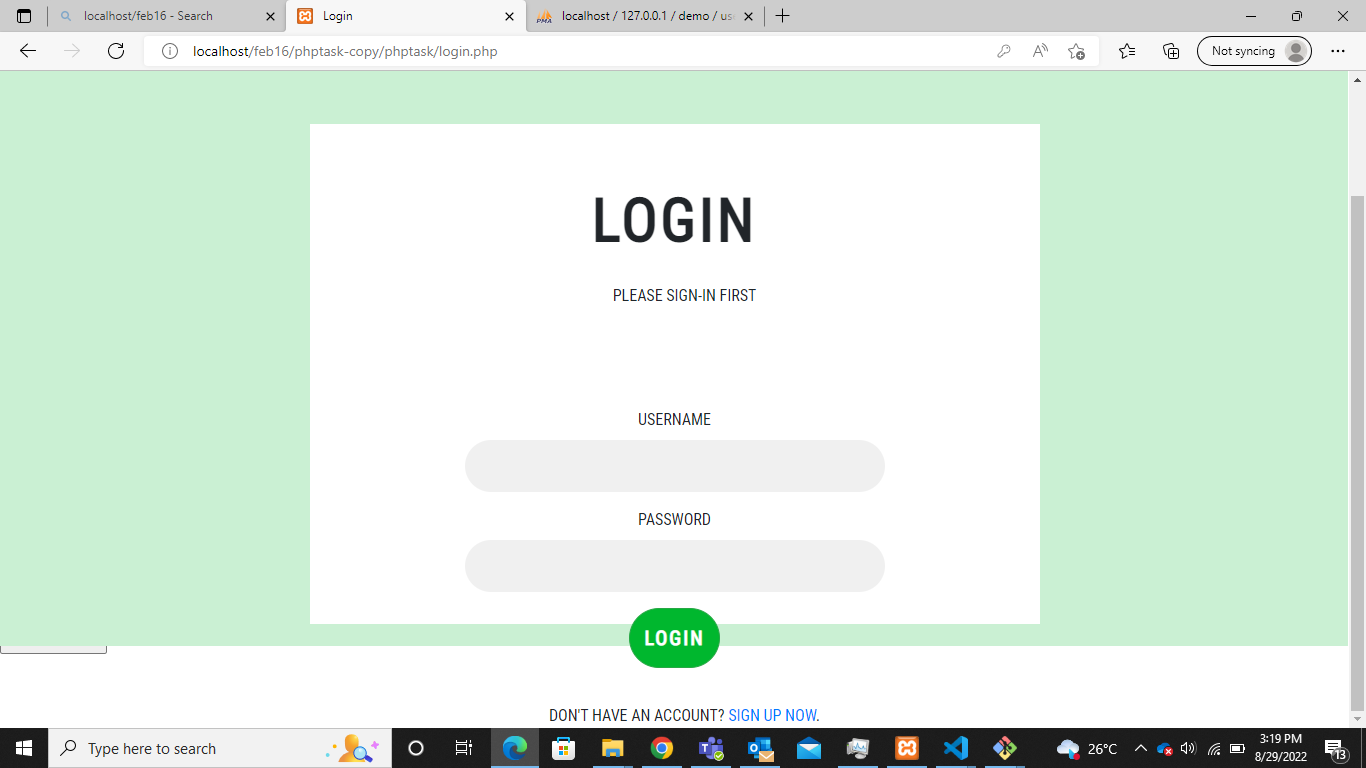 localhost/feb16 - Search
Login
PMA
localhost / 127.0.0.1 / demo / use
localhost/feb16/phptask-copy/phptask/login.php
Not syncing
LOGIN
PLEASE SIGN-IN FIRST
USERNAME
PASSWORD
LOGIN
DON'T HAVE AN ACCOUNT? SIGN UP NOW.
Type here to search
26°C
3:19 PM
8/29/2022
13